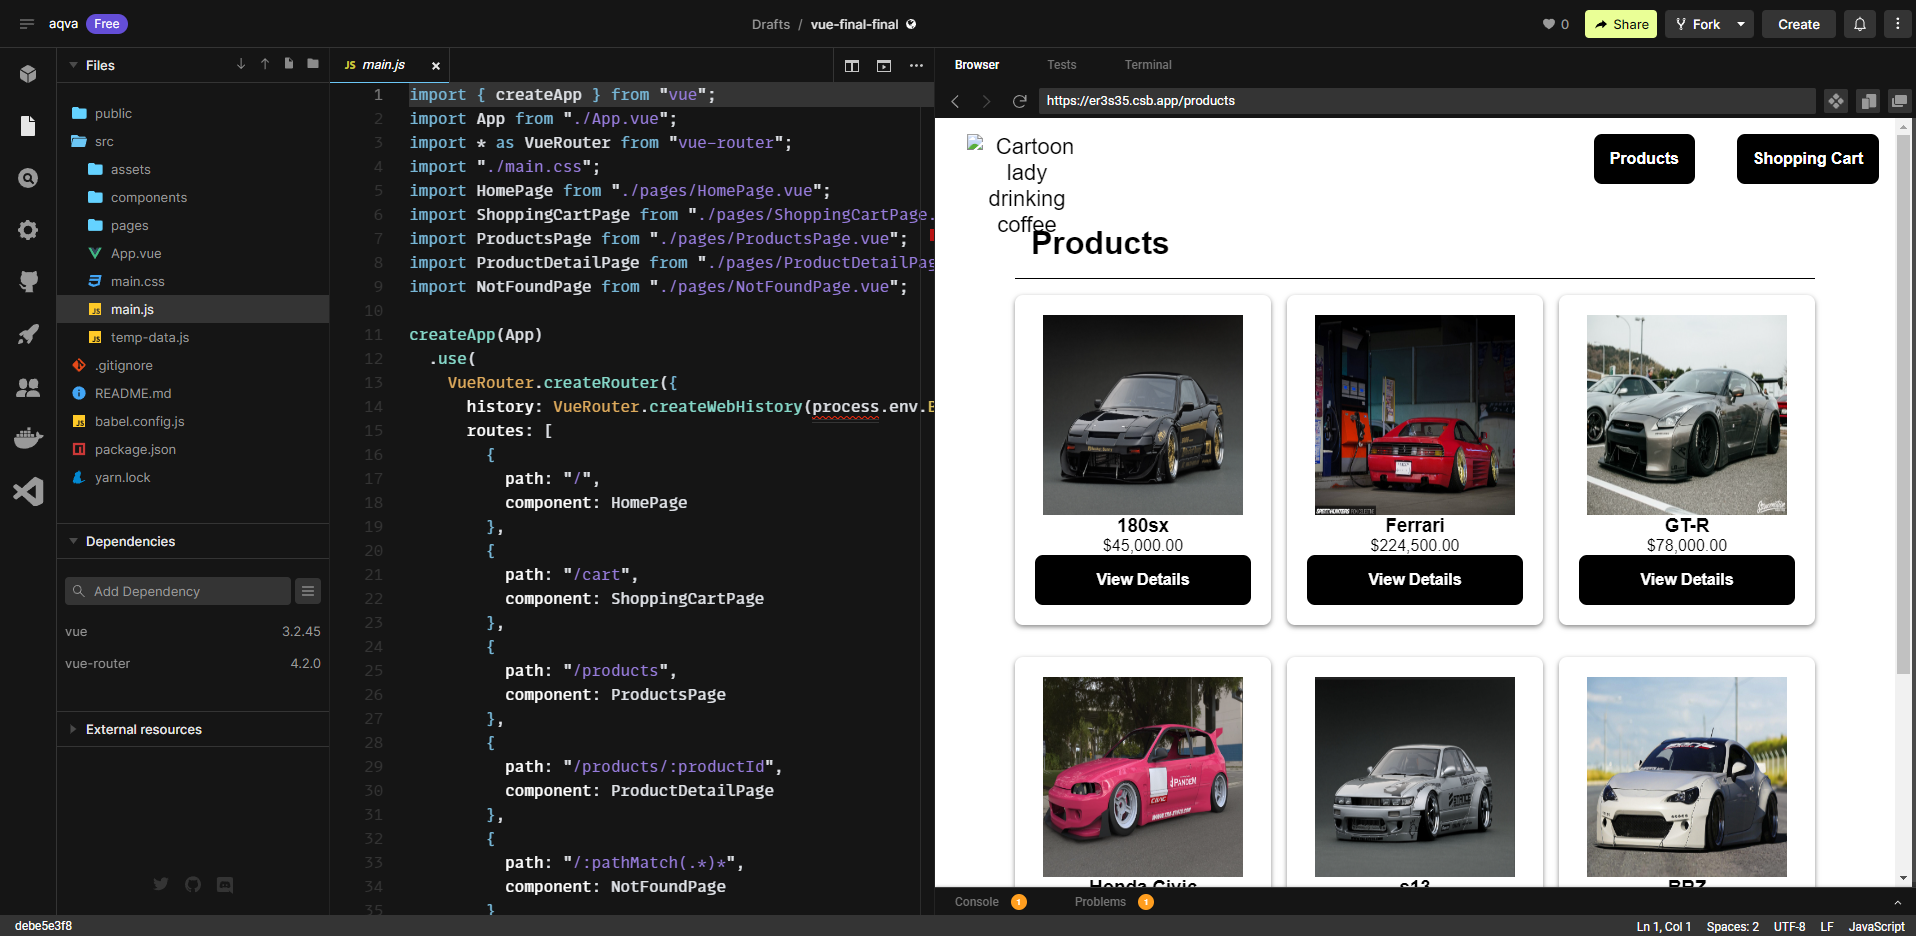 aqva Free
Drafts / vue-final-final
0 Share Fork Create
Files
public
src
assets
components
pages
App.vue
main.css
main.js
temp-data.js
.gitignore
README.md
babel.config.js
package.json
yarn.lock
Dependencies
Add Dependency
vue 3.2.45
vue-router 4.2.0
External resources
JS main.js
1 import { createApp } from "vue";
2 import App from "./App.vue";
3 import * as VueRouter from "vue-router";
4 import "./main.css";
5 import HomePage from "./pages/HomePage.vue";
6 import ShoppingCartPage from "./pages/ShoppingCartPage.
7 import ProductsPage from "./pages/ProductsPage.vue";
8 import ProductDetailPage from "./pages/ProductDetailPag
9 import NotFoundPage from "./pages/NotFoundPage.vue";
10
11 createApp(App)
12 .use(
13 VueRouter.createRouter({
14 history: VueRouter.createWebHistory(process.env.B
15 routes: [
16 {
17 path: "/",
18 component: HomePage
19 },
20 {
21 path: "/cart",
22 component: ShoppingCartPage
23 },
24 {
25 path: "/products",
26 component: ProductsPage
27 },
28 {
29 path: "/products/:productId",
30 component: ProductDetailPage
31 },
32 {
33 path: "/:pathMatch(.*)*",
34 component: NotFoundPage
35 }
Browser Tests Terminal
https://er3s35.csb.app/products
Cartoon
lady
drinking
coffee
Products Shopping Cart
Products
180sx
$45,000.00
View Details
SPEEDHUNTERS
Ferrari
$224,500.00
View Details
GT-R
$78,000.00
View Details
PANDEM
CIVIC
Honda Civic
s13
BRZ
Console 1 Problems 1
debe5e3f8
Ln 1, Col 1 Spaces: 2 UTF-8 LF JavaScript